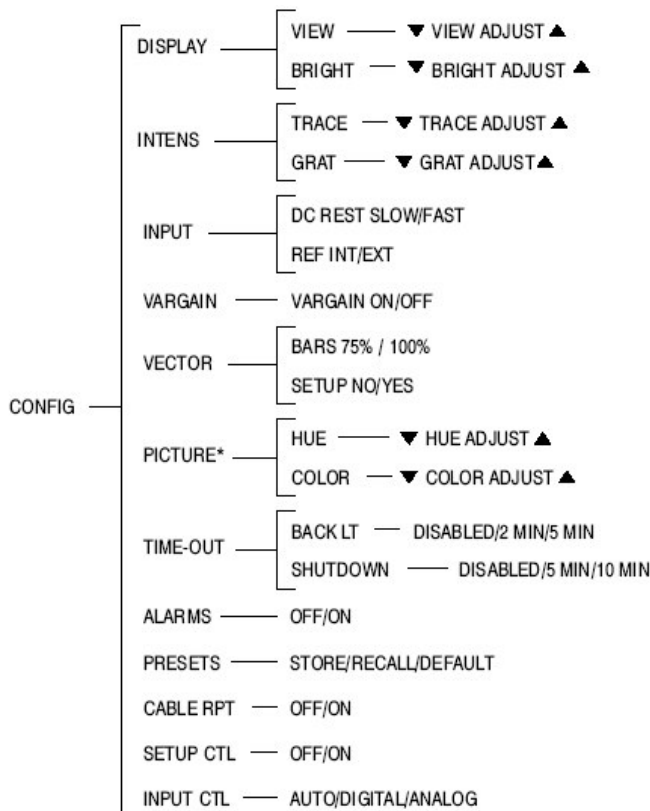 DISPLAY
VIEW ▼ VIEW ADJUST ▲
BRIGHT ▼ BRIGHT ADJUST ▲
INTENS
TRACE ▼ TRACE ADJUST ▲
GRAT ▼ GRAT ADJUST ▲
INPUT
DC REST SLOW/FAST
REF INT/EXT
VARGAIN VARGAIN ON/OFF
VECTOR
BARS 75% / 100%
SETUP NO/YES
CONFIG
PICTURE*
HUE ▼ HUE ADJUST ▲
COLOR ▼ COLOR ADJUST ▲
TIME-OUT
BACK LT DISABLED/2 MIN/5 MIN
SHUTDOWN DISABLED/5 MIN/10 MIN
ALARMS OFF/ON
PRESETS STORE/RECALL/DEFAULT
CABLE RPT OFF/ON
SETUP CTL OFF/ON
INPUT CTL AUTO/DIGITAL/ANALOG